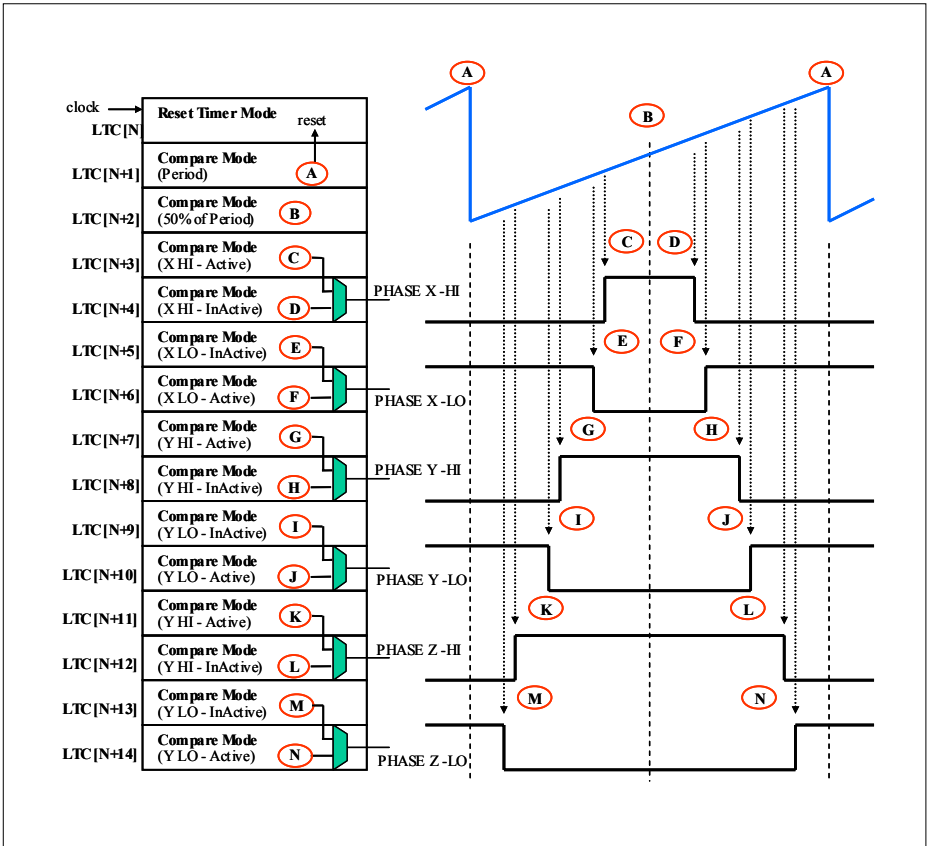 clock
LTC[N]
Reset Timer Mode
reset
LTC[N+1]
Compare Mode
(Period)
A
LTC[N+2]
Compare Mode
(50% of Period)
B
LTC[N+3]
Compare Mode
(X HI - Active)
C
LTC[N+4]
Compare Mode
(X HI - InActive)
D
PHASE X -HI
LTC[N+5]
Compare Mode
(X LO - InActive)
E
LTC[N+6]
Compare Mode
(X LO - Active)
F
PHASE X -LO
LTC[N+7]
Compare Mode
(Y HI - Active)
G
LTC[N+8]
Compare Mode
(Y HI - InActive)
H
PHASE Y -HI
LTC[N+9]
Compare Mode
(Y LO - InActive)
I
LTC[N+10]
Compare Mode
(Y LO - Active)
J
PHASE Y -LO
LTC[N+11]
Compare Mode
(Y HI - Active)
K
LTC[N+12]
Compare Mode
(Y HI - InActive)
L
PHASE Z -HI
LTC[N+13]
Compare Mode
(Y LO - InActive)
M
LTC[N+14]
Compare Mode
(Y LO - Active)
N
PHASE Z -LO
A
A
B
C
D
E
F
G
H
I
J
K
L
M
N